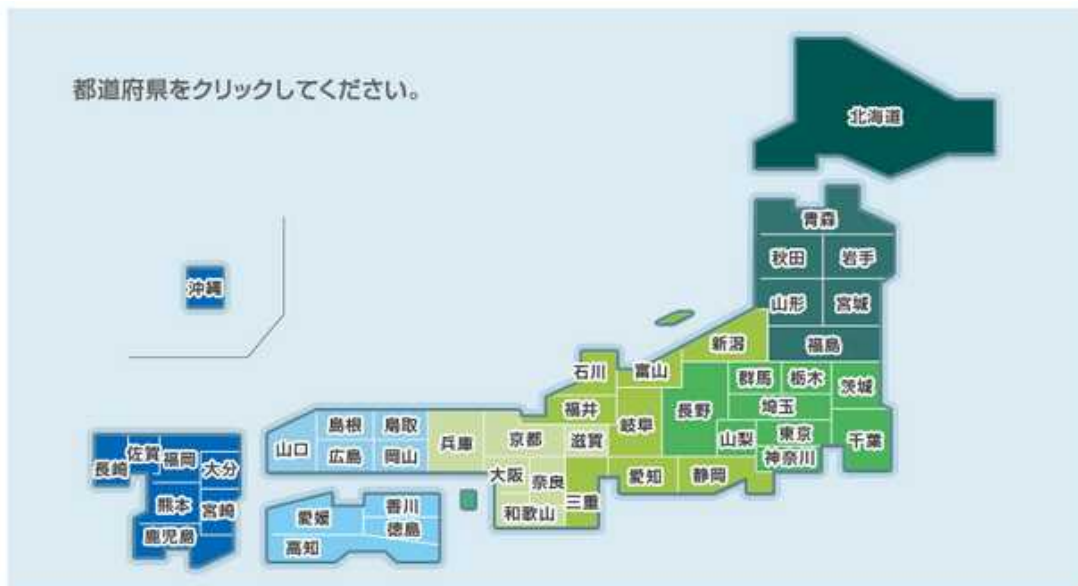 都道府県をクリックしてください。
北海道
青森
秋田
岩手
山形
宮城
福島
新潟
石川
富山
福井
岐阜
長野
群馬
栃木
茨城
埼玉
山梨
東京
千葉
神奈川
愛知
静岡
三重
京都
滋賀
兵庫
大阪
奈良
和歌山
島根
鳥取
山口
広島
岡山
香川
愛媛
徳島
高知
沖縄
佐賀
福岡
大分
長崎
熊本
宮崎
鹿児島